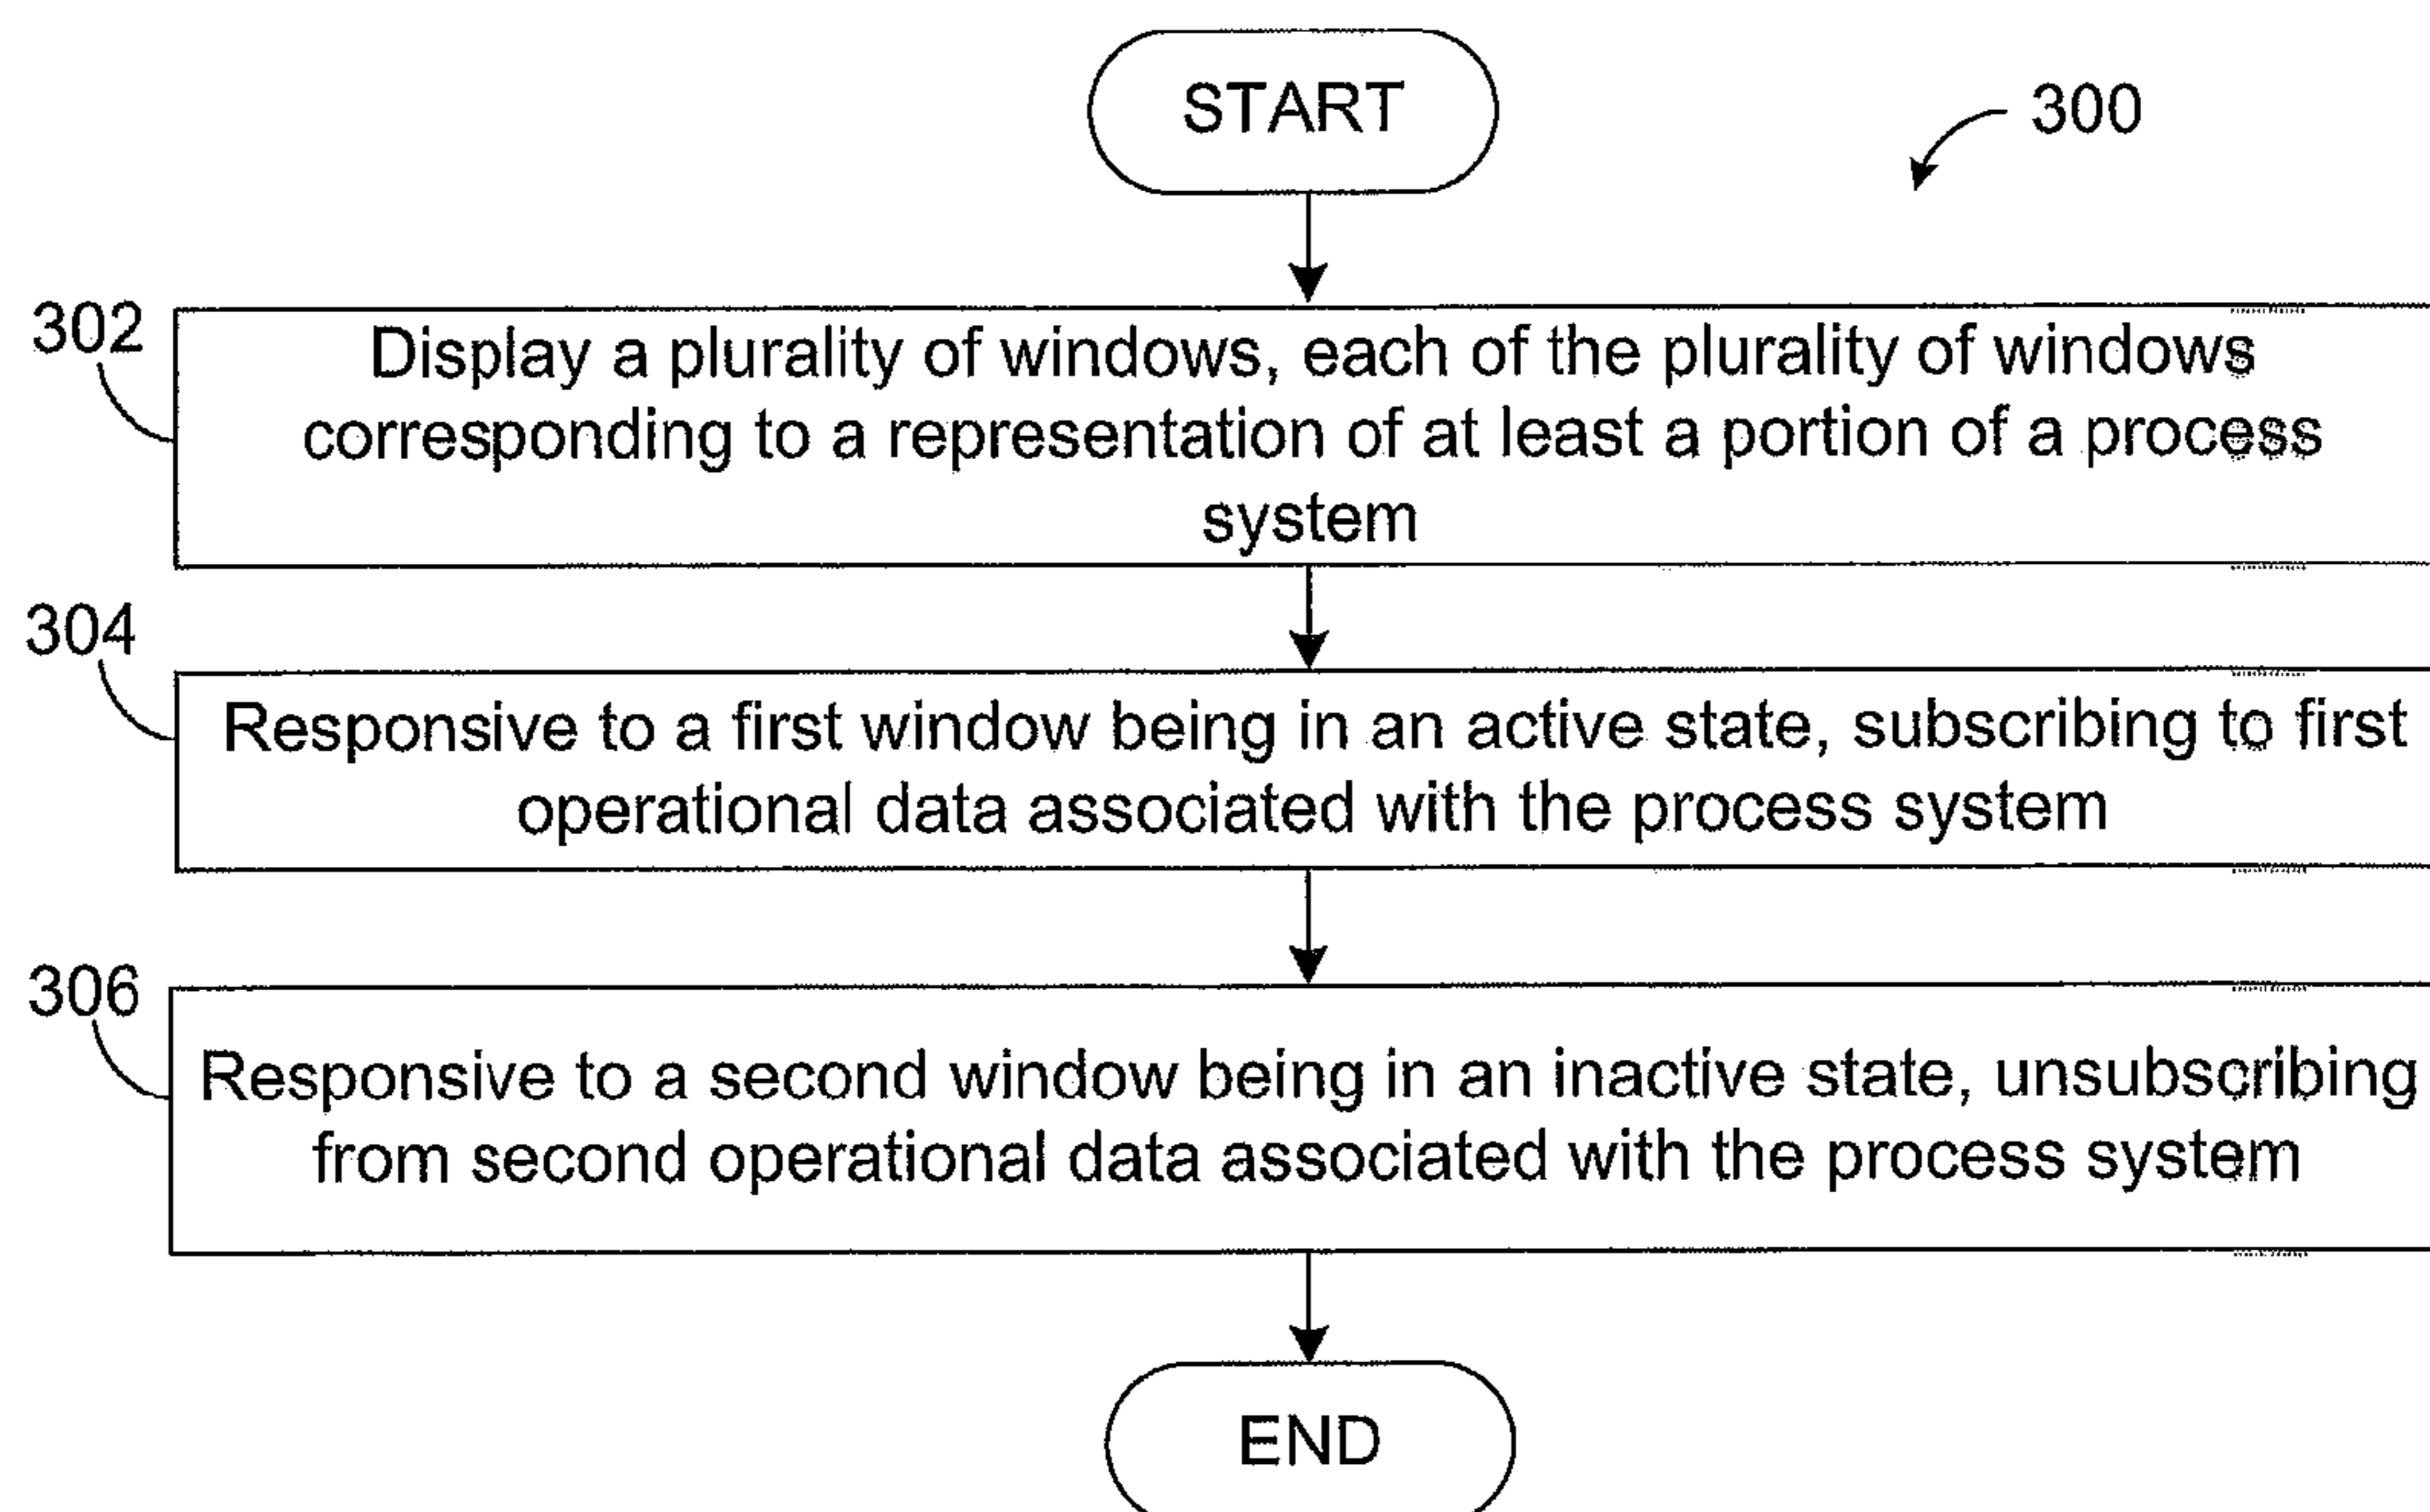 START
300
302
Display a plurality of windows, each of the plurality of windows
corresponding to a representation of at least a portion of a process
system
304
Responsive to a first window being in an active state, subscribing to first
operational data associated with the process system
306
Responsive to a second window being in an inactive state, unsubscribing
from second operational data associated with the process system
END